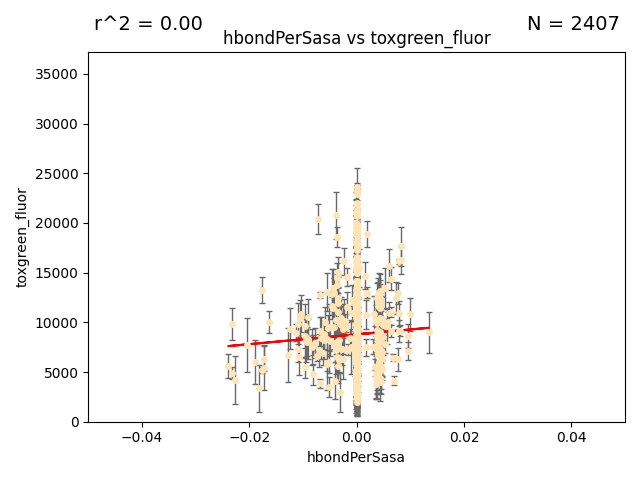 r^2 = 0.00
N = 2407
hbondPerSasa vs toxgreen_fluor
35000
30000
25000
20000
15000
10000
5000
0
toxgreen_fluor
−0.04
−0.02
0.00
0.02
0.04
hbondPerSasa